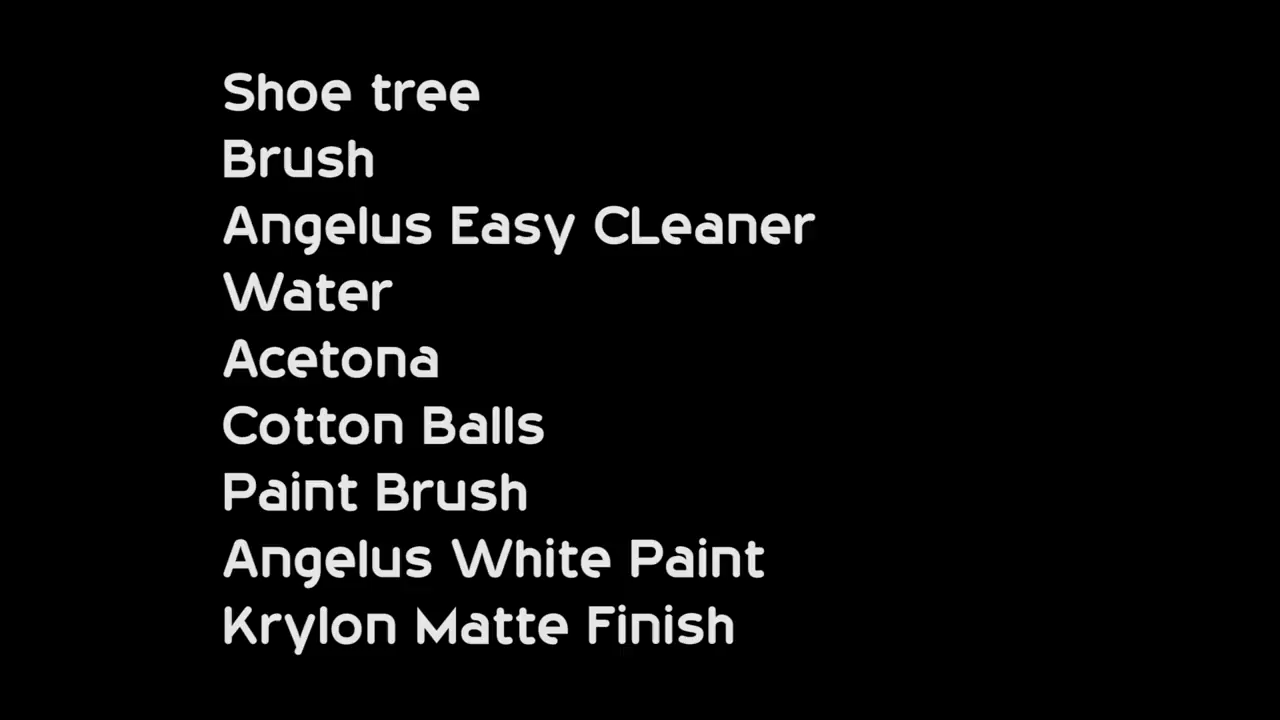 Shoe tree
Brush
Angelus Easy CLeaner
Water
Acetona
Cotton Balls
Paint Brush
Angelus White Paint
Krylon Matte Finish